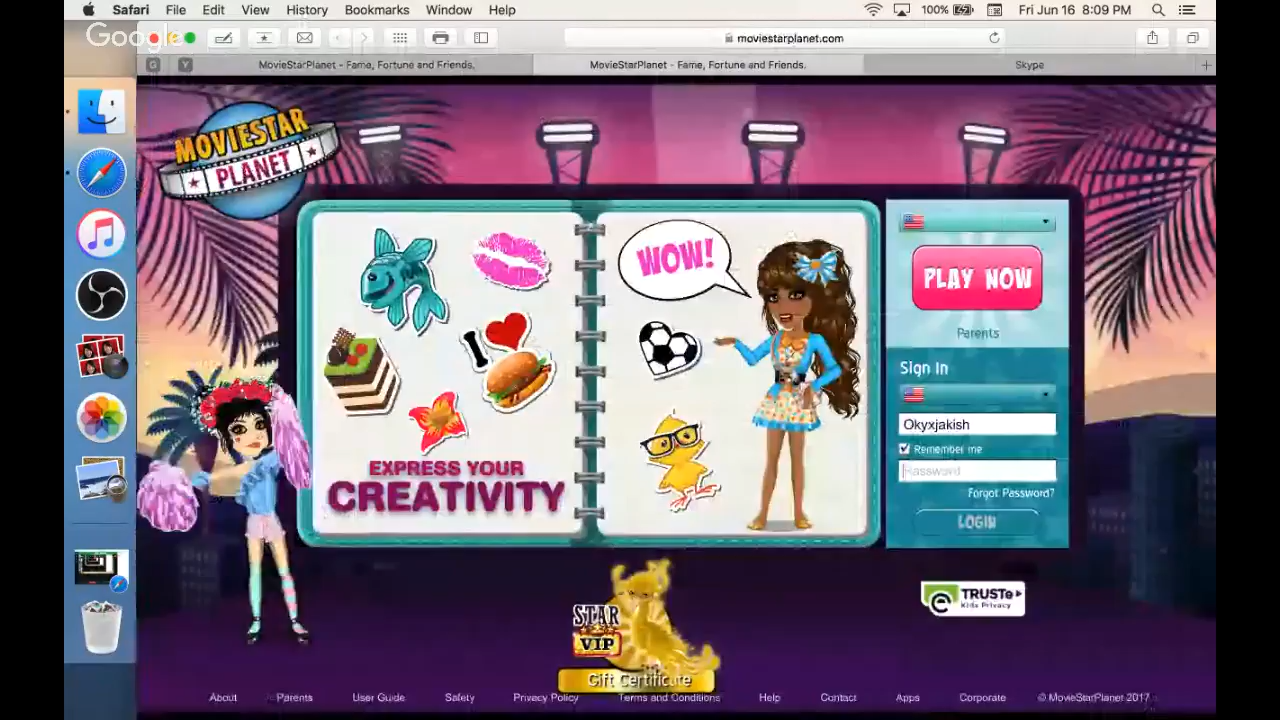 Safari File Edit View History Bookmarks Window Help 100% Fri Jun 16 8:09 PM
Google
moviestarplanet.com
G Y MovieStarPlanet - Fame, Fortune and Friends. MovieStarPlanet - Fame, Fortune and Friends. Skype
MOVIESTAR
PLANET
WOW!
I
EXPRESS YOUR
CREATIVITY
PLAY NOW
Parents
Sign In
Okyxjakish
Remember me
Password
Forgot Password?
LOGIN
STAR
VIP
Gift Certificate
TRUSTe
Kids Privacy
About Parents User Guide Safety Privacy Policy Terms and Conditions Help Contact Apps Corporate © MovieStarPlanet 2017